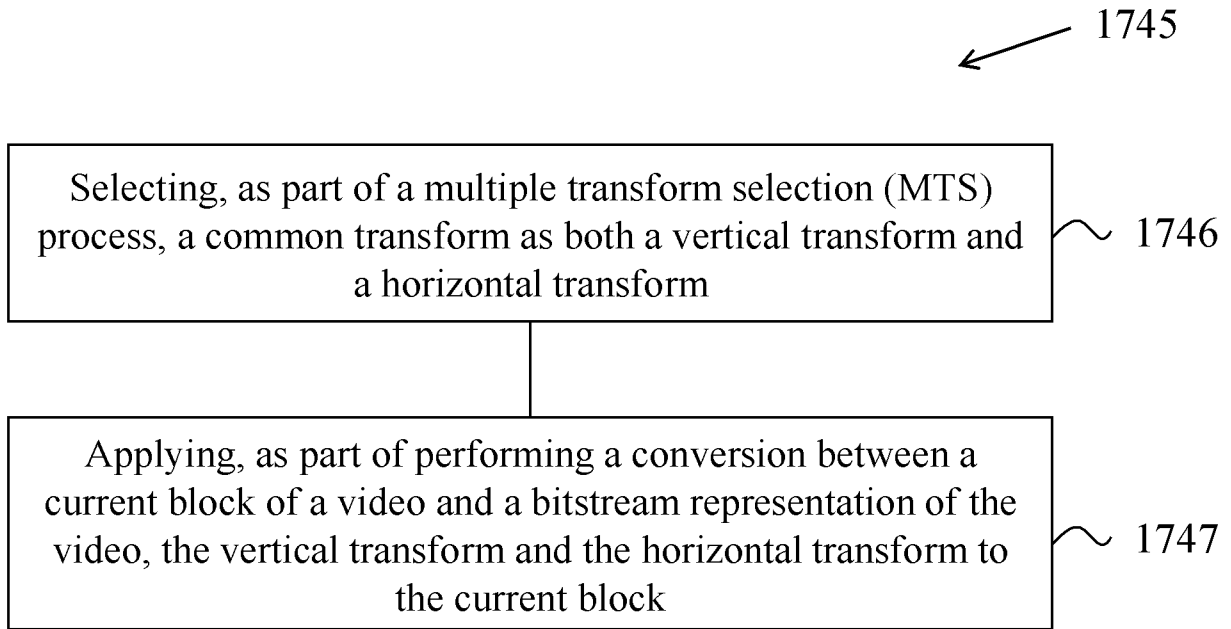 1745
Selecting, as part of a multiple transform selection (MTS)
process, a common transform as both a vertical transform and
a horizontal transform
1746
Applying, as part of performing a conversion between a
current block of a video and a bitstream representation of the
video, the vertical transform and the horizontal transform to
the current block
1747